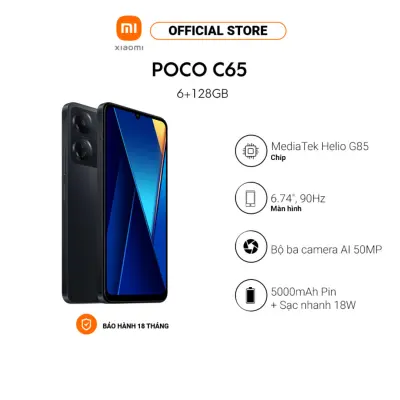 mi
xiaomi
OFFICIAL STORE
POCO C65
6+128GB
MediaTek Helio G85
Chip
6.74", 90Hz
Màn hình
Bộ ba camera AI 50MP
5000mAh Pin
+ Sạc nhanh 18W
BẢO HÀNH 18 THÁNG